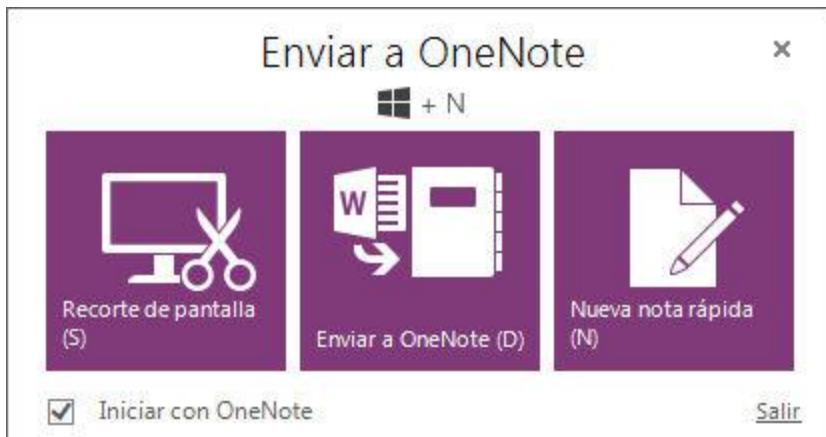 Enviar a OneNote
+ N
W
Recorte de pantalla
(S)
Enviar a OneNote (D)
Nueva nota rápida
(N)
Iniciar con OneNote
Salir